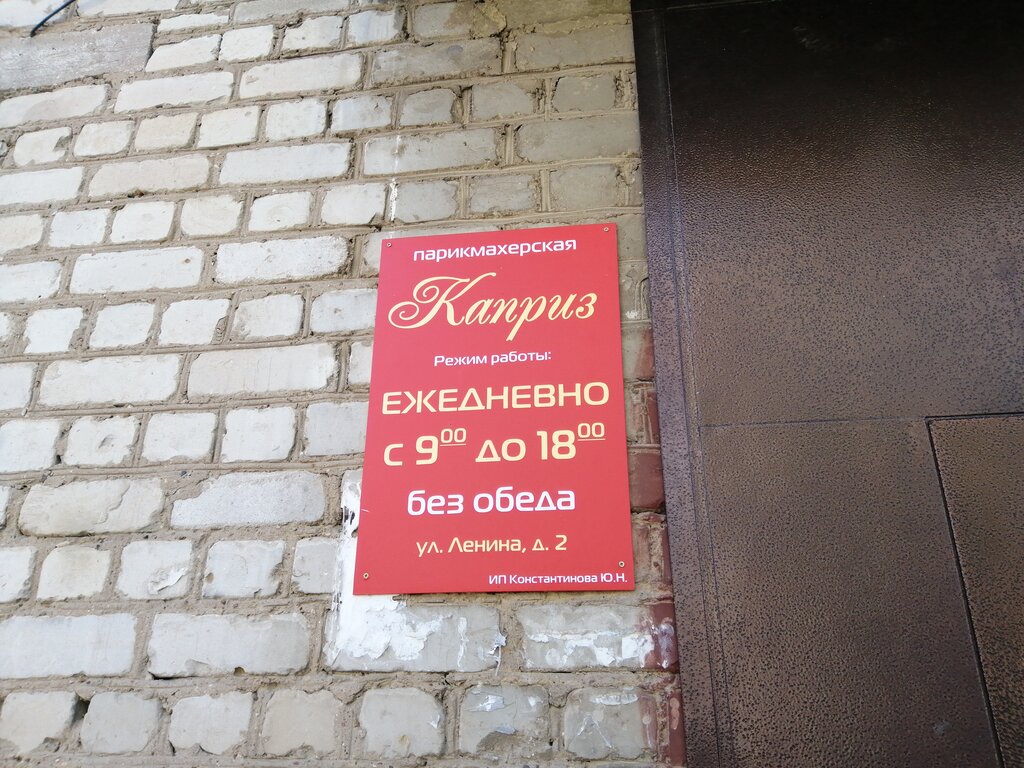 парикмахерская
Каприз
Режим работы:
ЕЖЕДНЕВНО
с 9⁰⁰ до 18⁰⁰
без обеда
ул. Ленина, д. 2
ИП Константинова Ю.Н.